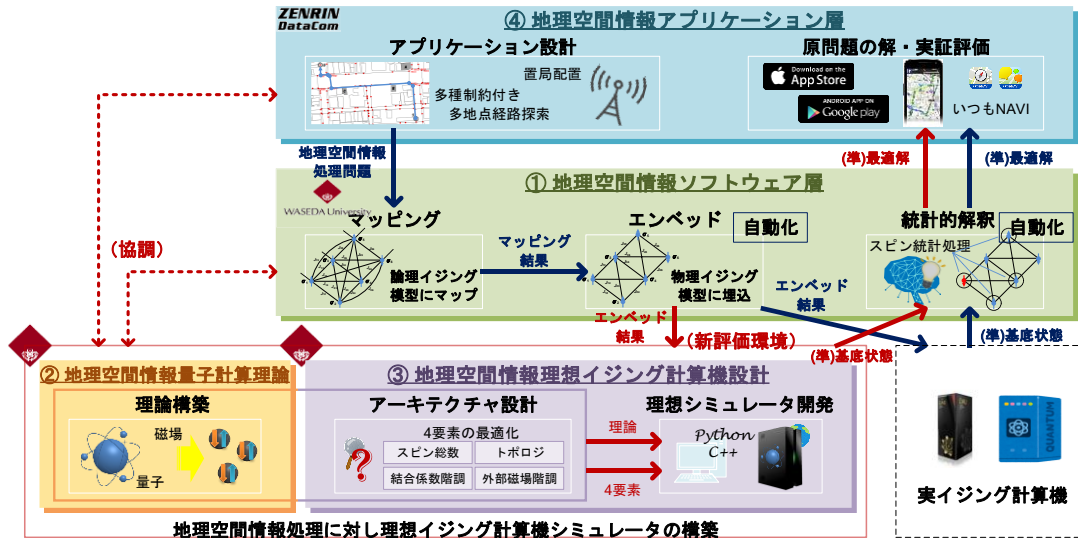 ZENRIN
DataCom
④ 地理空間情報アプリケーション層
アプリケーション設計
多種制約付き
多地点経路探索
置局配置
原問題の解・実証評価
Download on the
App Store
ANDROID APP ON
Google play
いつもNAVI
地理空間情報
処理問題
(準)最適解
(準)最適解
① 地理空間情報ソフトウェア層
WASEDA University
マッピング
論理イジング
模型にマップ
マッピング
結果
エンベッド
自動化
物理イジング
模型に埋込
統計的解釈
自動化
スピン統計処理
エンベッド
結果
エンベッド
結果
(新評価環境)
(準)基底状態
(準)基底状態
(協調)
② 地理空間情報量子計算理論
理論構築
磁場
量子
③ 地理空間情報理想イジング計算機設計
アーキテクチャ設計
4要素の最適化
スピン総数
トポロジ
結合係数階調
外部磁場階調
理論
4要素
理想シミュレータ開発
Python
C++
QUANTUM
実イジング計算機
地理空間情報処理に対し理想イジング計算機シミュレータの構築